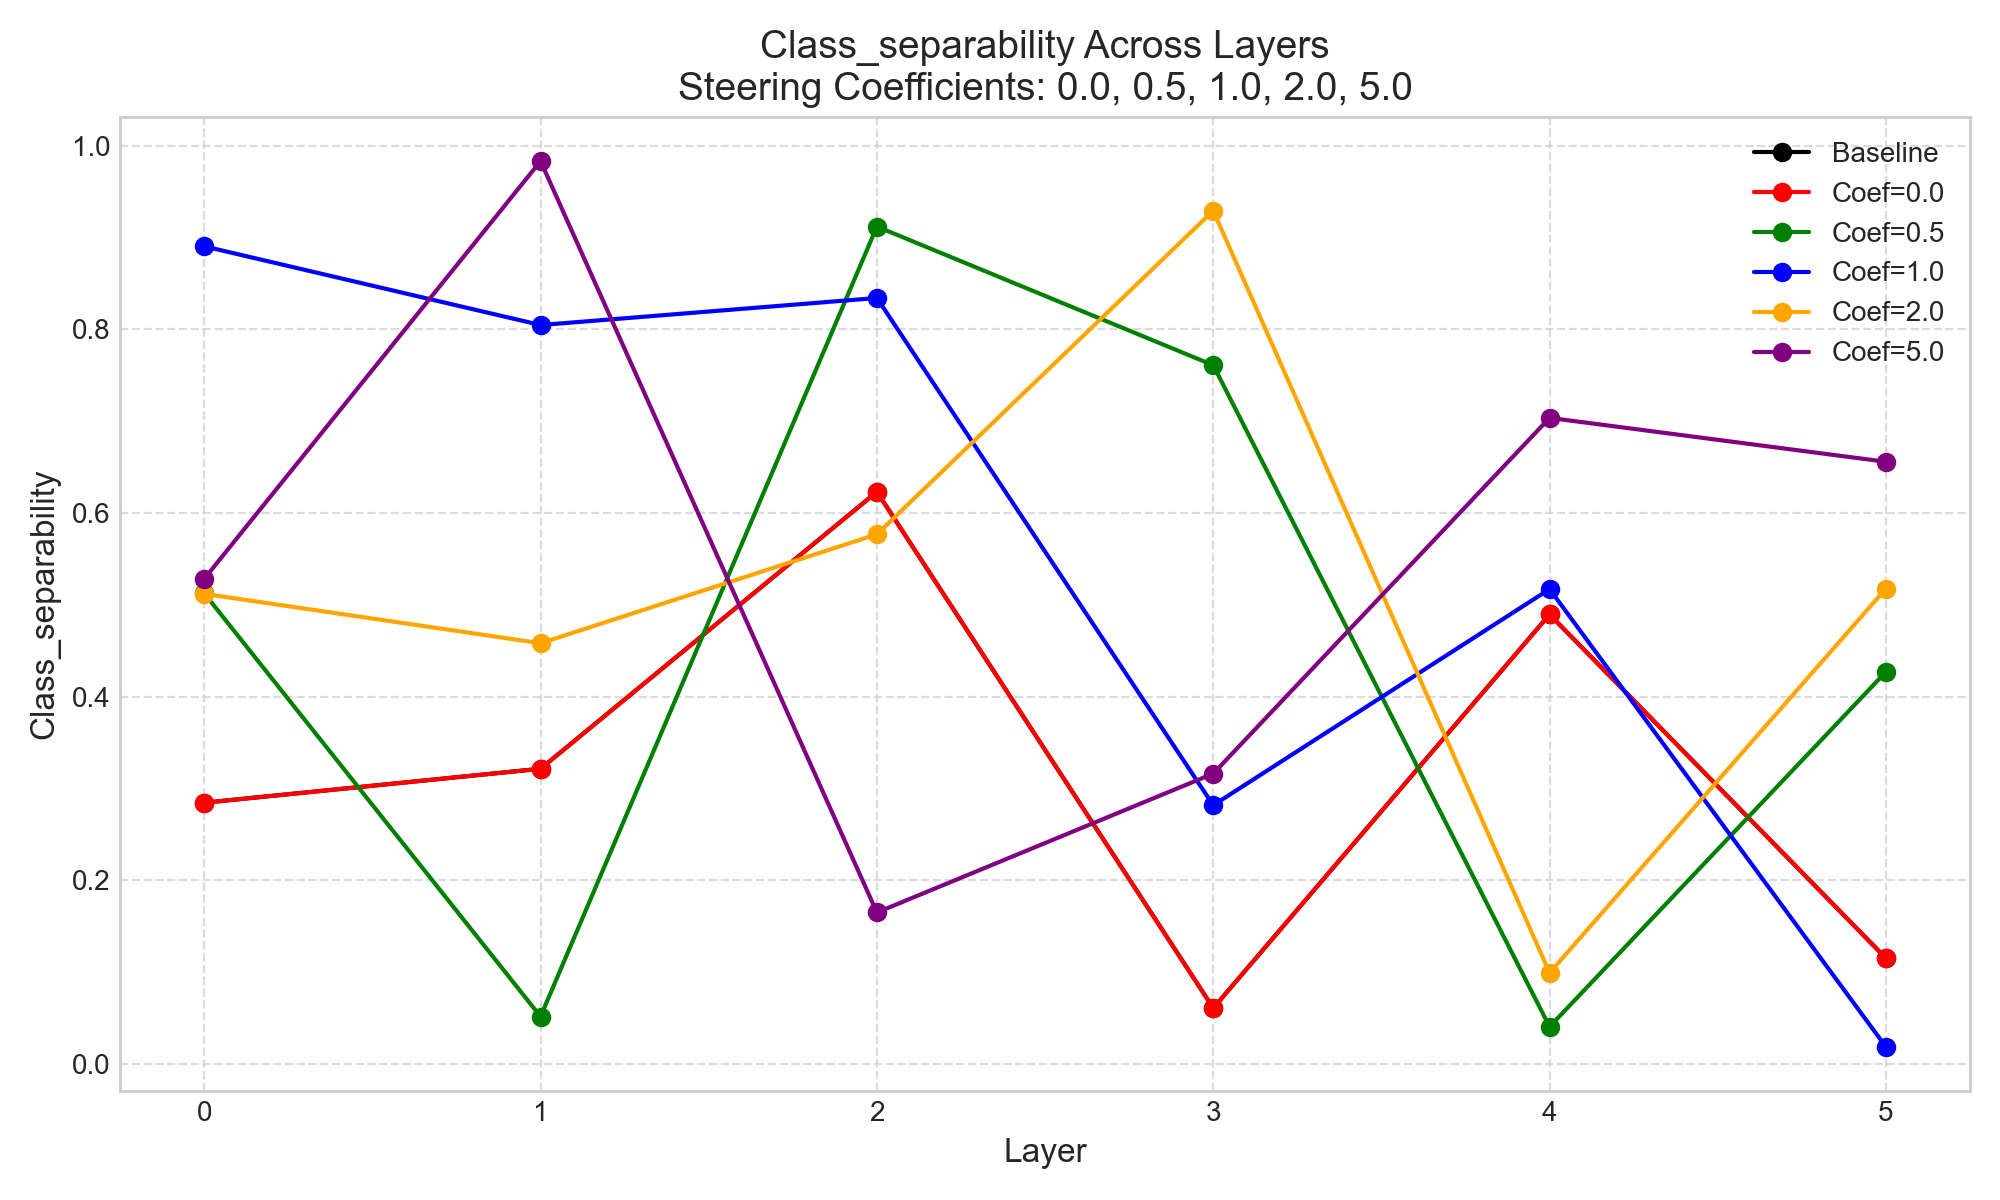 Class_separability Across Layers
Steering Coefficients: 0.0, 0.5, 1.0, 2.0, 5.0
Class_separability
1.0
0.8
0.6
0.4
0.2
0.0
Baseline
Coef=0.0
Coef=0.5
Coef=1.0
Coef=2.0
Coef=5.0
0 1 2 3 4 5
Layer